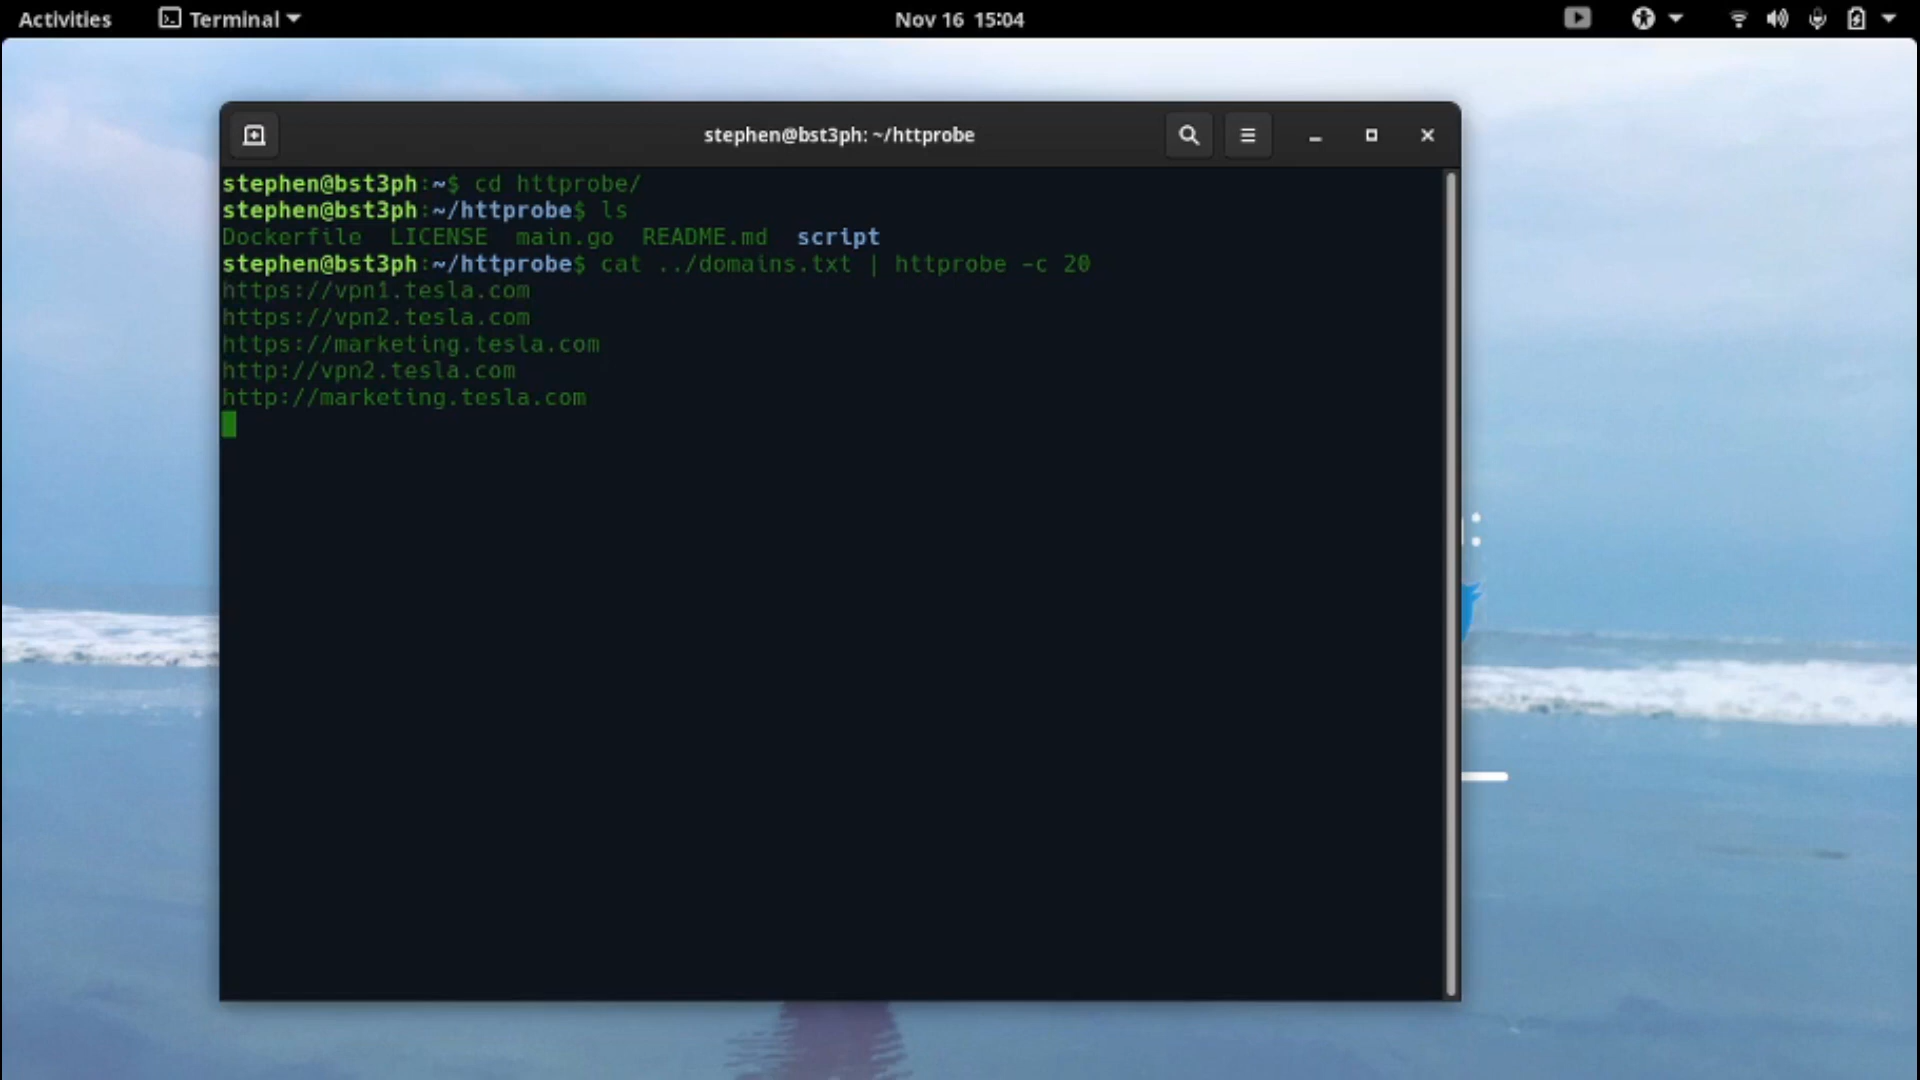 Activities Terminal Nov 16 15:04
stephen@bst3ph: ~/httprobe
stephen@bst3ph:~$ cd httprobe/
stephen@bst3ph:~/httprobe$ ls
Dockerfile LICENSE main.go README.md script
stephen@bst3ph:~/httprobe$ cat ../domains.txt | httprobe -c 20
https://vpn1.tesla.com
https://vpn2.tesla.com
https://marketing.tesla.com
http://vpn2.tesla.com
http://marketing.tesla.com